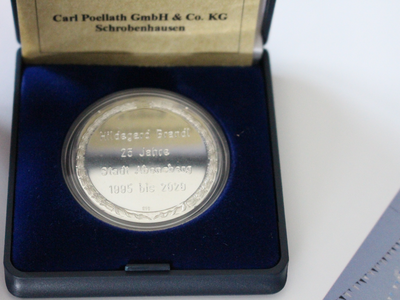 Carl Poellath GmbH & Co. KG
Schrobenhausen
Hildegard Brandl
25 Jahre
Stadt
1995 bis 2020